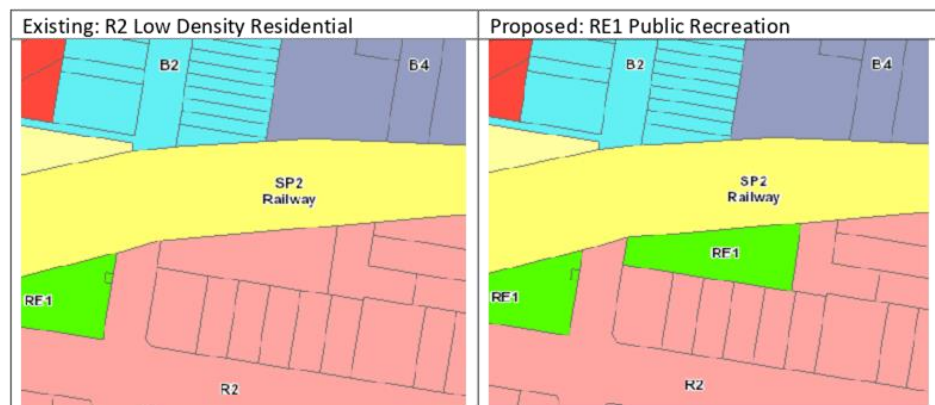 Existing: R2 Low Density Residential
Proposed: RE1 Public Recreation
B2
B4
SP2
Railway
RE1
R2
B2
B4
SP2
Railway
RE1
RE1
R2